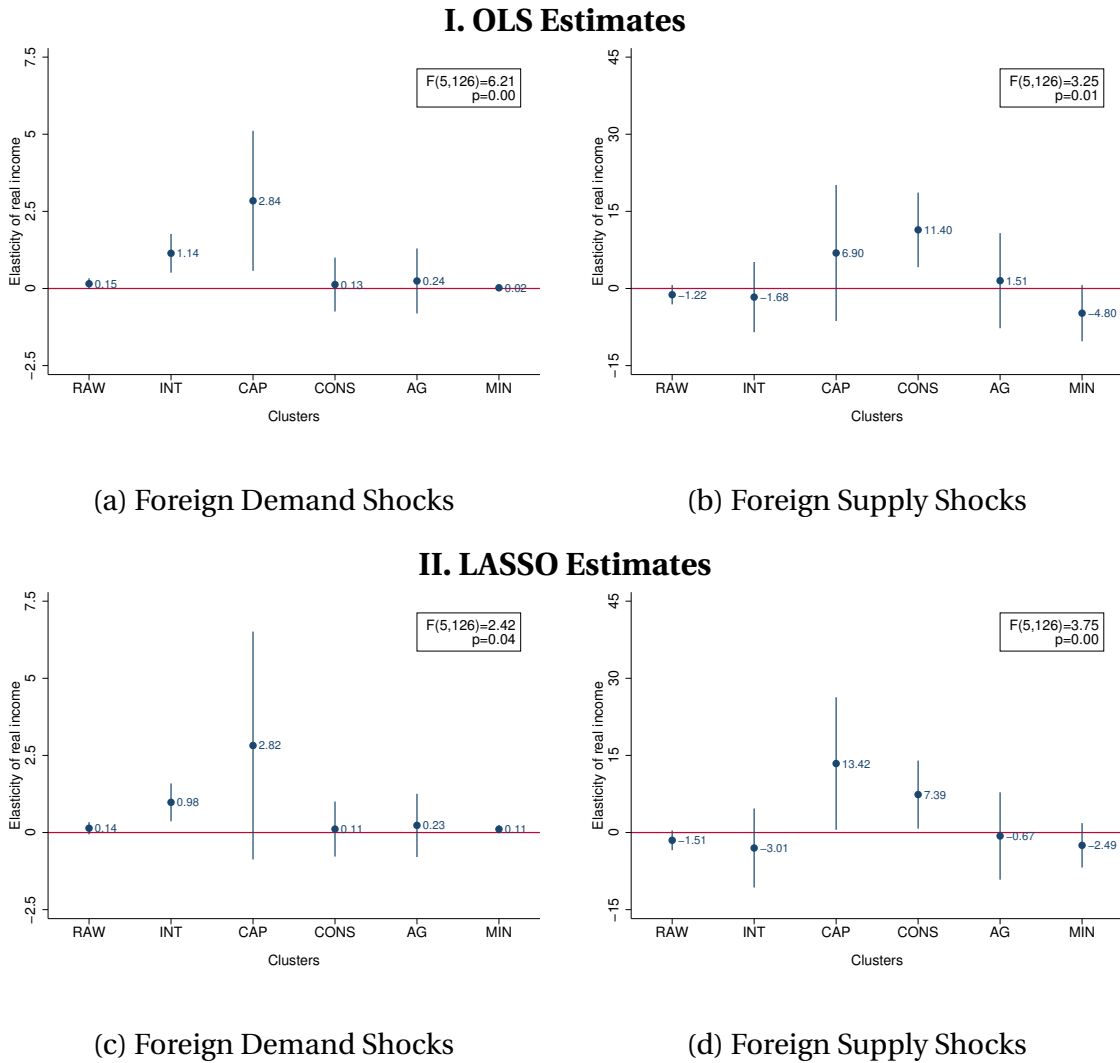 I. OLS Estimates
7.5
5
2.5
0
−2.5
Elasticity of real income
F(5,126)=6.21
p=0.00
0.15
1.14
2.84
0.13
0.24
0.02
RAW INT CAP CONS AG MIN
Clusters
(a) Foreign Demand Shocks
45
30
15
0
−15
Elasticity of real income
F(5,126)=3.25
p=0.01
−1.22
−1.68
6.90
11.40
1.51
−4.80
RAW INT CAP CONS AG MIN
Clusters
(b) Foreign Supply Shocks
II. LASSO Estimates
7.5
5
2.5
0
−2.5
Elasticity of real income
F(5,126)=2.42
p=0.04
0.14
0.98
2.82
0.11
0.23
0.11
RAW INT CAP CONS AG MIN
Clusters
(c) Foreign Demand Shocks
45
30
15
0
−15
Elasticity of real income
F(5,126)=3.75
p=0.00
−1.51
−3.01
13.42
7.39
−0.67
−2.49
RAW INT CAP CONS AG MIN
Clusters
(d) Foreign Supply Shocks